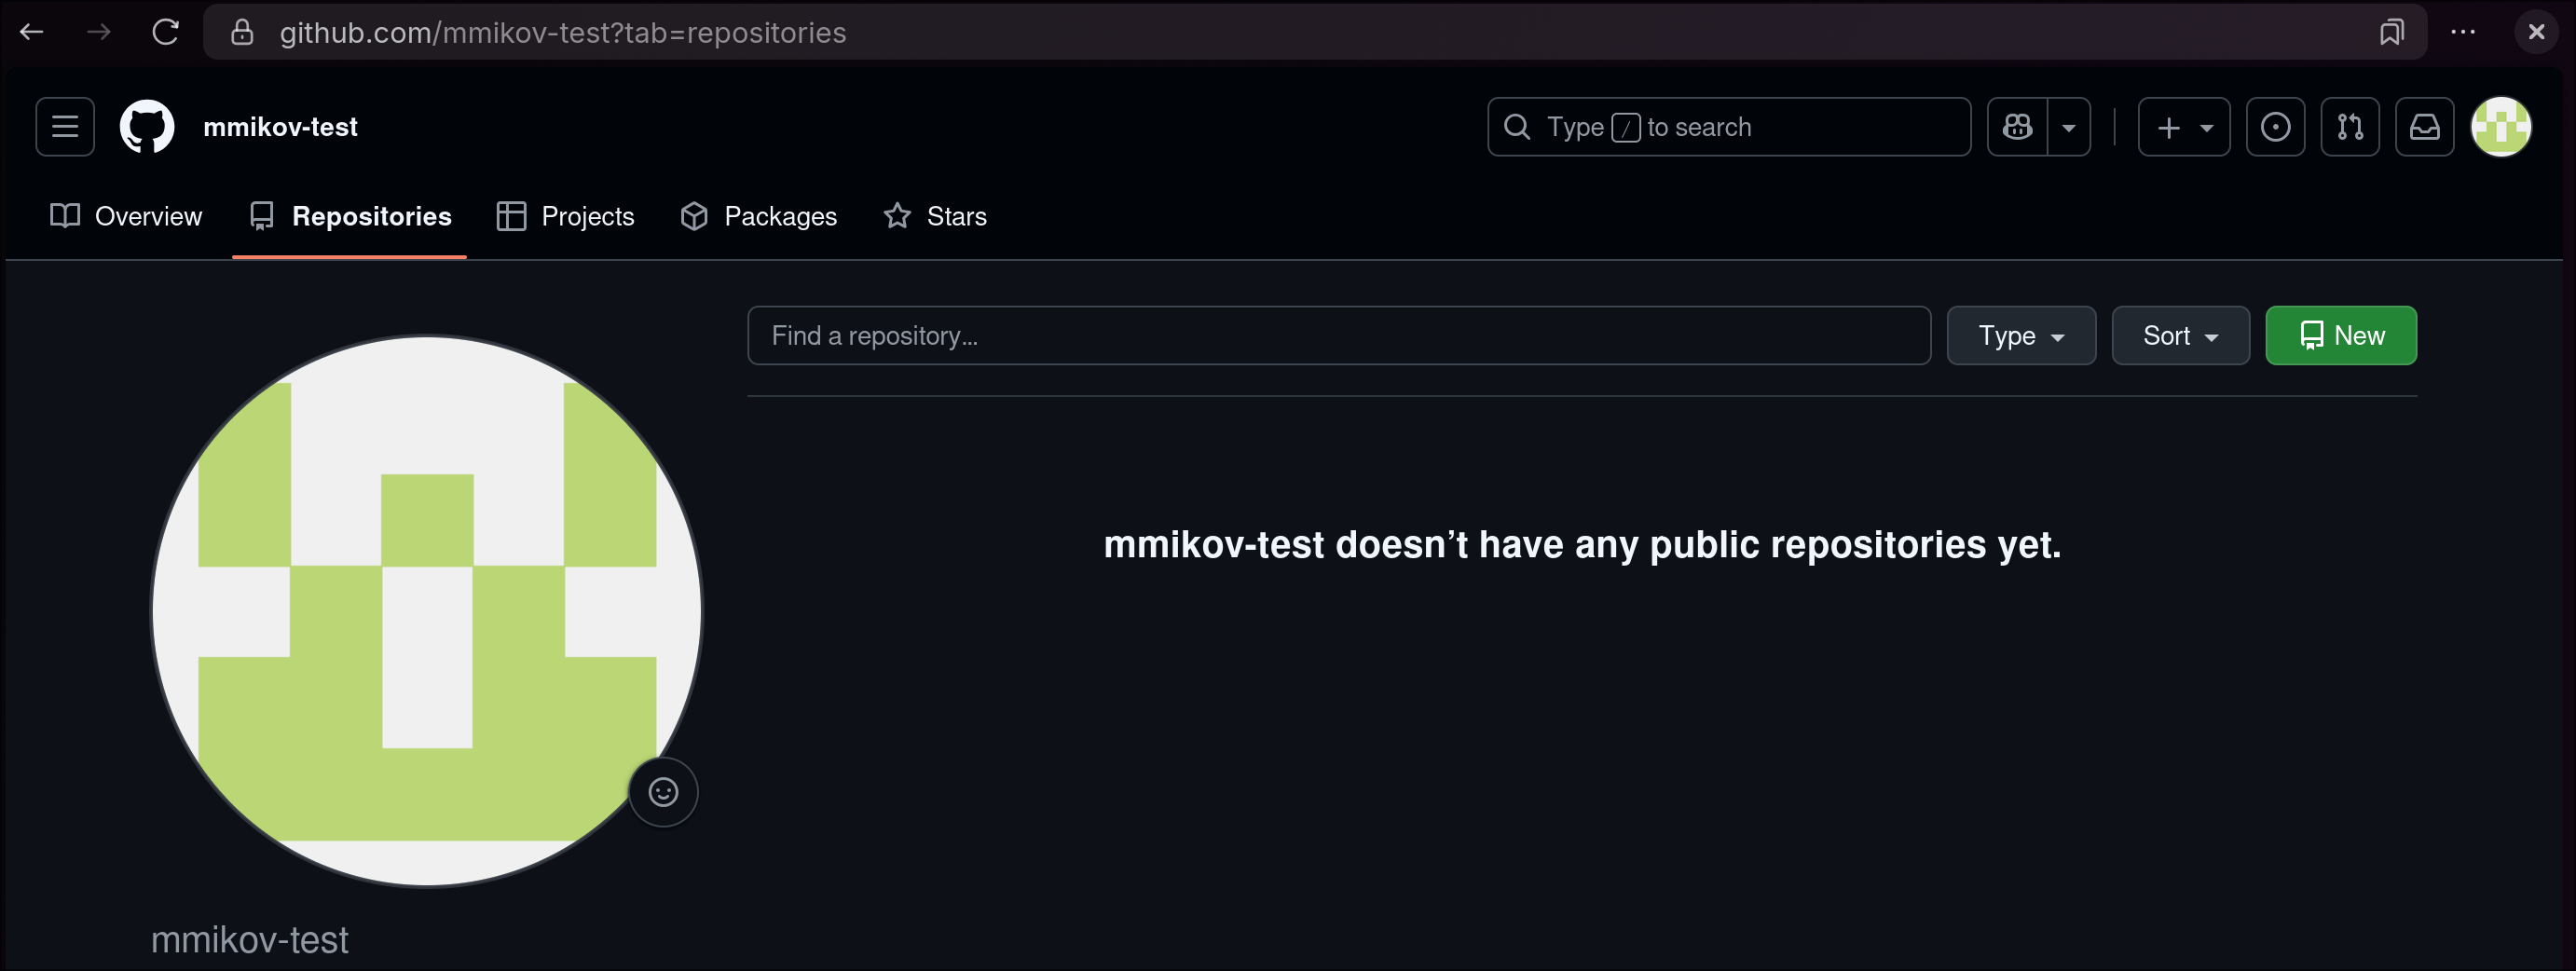 github.com/mmikov-test?tab=repositories
mmikov-test
Type / to search
Overview Repositories Projects Packages Stars
Find a repository... Type Sort New
mmikov-test doesn’t have any public repositories yet.
mmikov-test